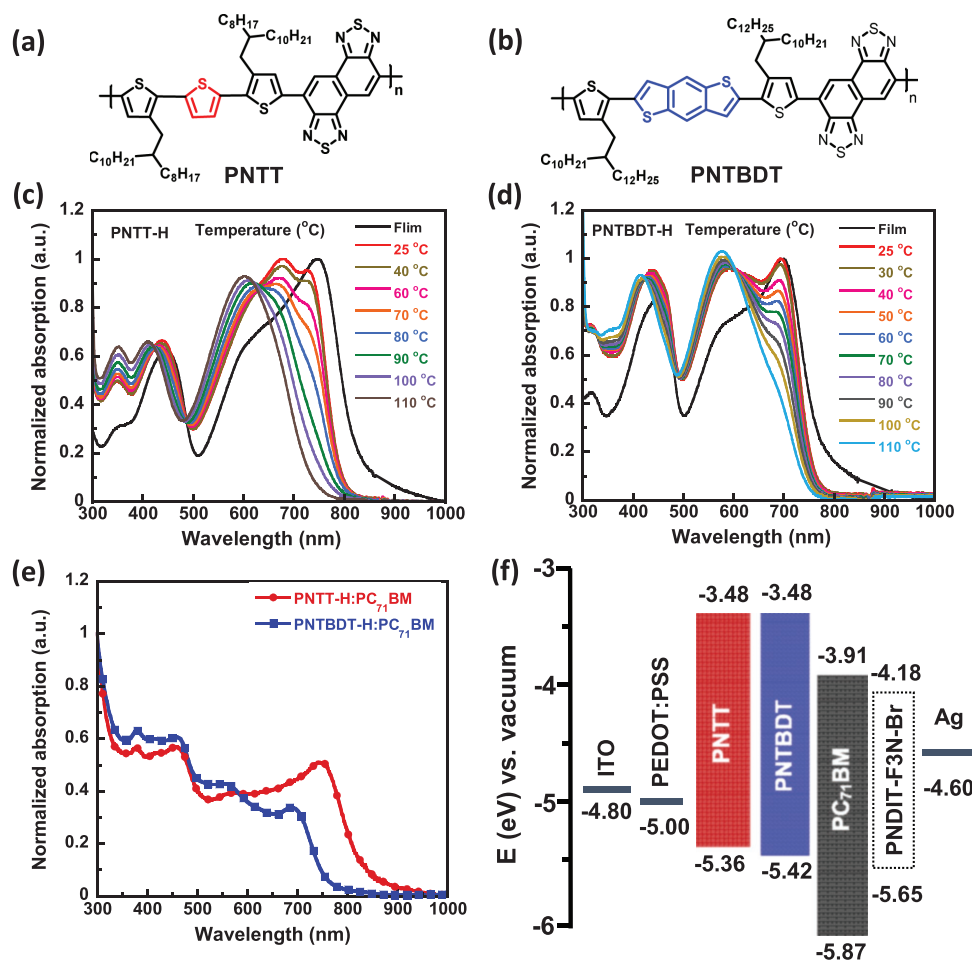 (a)
C8H17
C10H21
S
S
S
N
S
N
N
S
N
n
C10H21
C8H17
PNTT
(b)
C12H25
C10H21
S
S
S
S
N
S
N
N
S
N
n
C10H21
C12H25
PNTBDT
(c)
Normalized absorption (a.u.)
1.2
1
0.8
0.6
0.4
0.2
0
PNTT-H
Temperature (°C)
Flim
25 °C
40 °C
60 °C
70 °C
80 °C
90 °C
100 °C
110 °C
300 400 500 600 700 800 900 1000
Wavelength (nm)
(d)
Normalized absorption (a.u.)
1.2
1
0.8
0.6
0.4
0.2
0
PNTBDT-H
Temperature (°C)
Film
25 °C
30 °C
40 °C
50 °C
60 °C
70 °C
80 °C
90 °C
100 °C
110 °C
300 400 500 600 700 800 900 1000
Wavelength (nm)
(e)
Normalized absorption (a.u.)
1.2
1
0.8
0.6
0.4
0.2
0
PNTT-H:PC71BM
PNTBDT-H:PC71BM
300 400 500 600 700 800 900 1000
Wavelength (nm)
(f)
E (eV) vs. vacuum
-3
-4
-5
-6
ITO
-4.80
PEDOT:PSS
-5.00
-3.48
PNTT
-5.36
-3.48
PNTBDT
-5.42
-3.91
PC71BM
-5.87
-4.18
PNDIT-F3N-Br
-5.65
Ag
-4.60